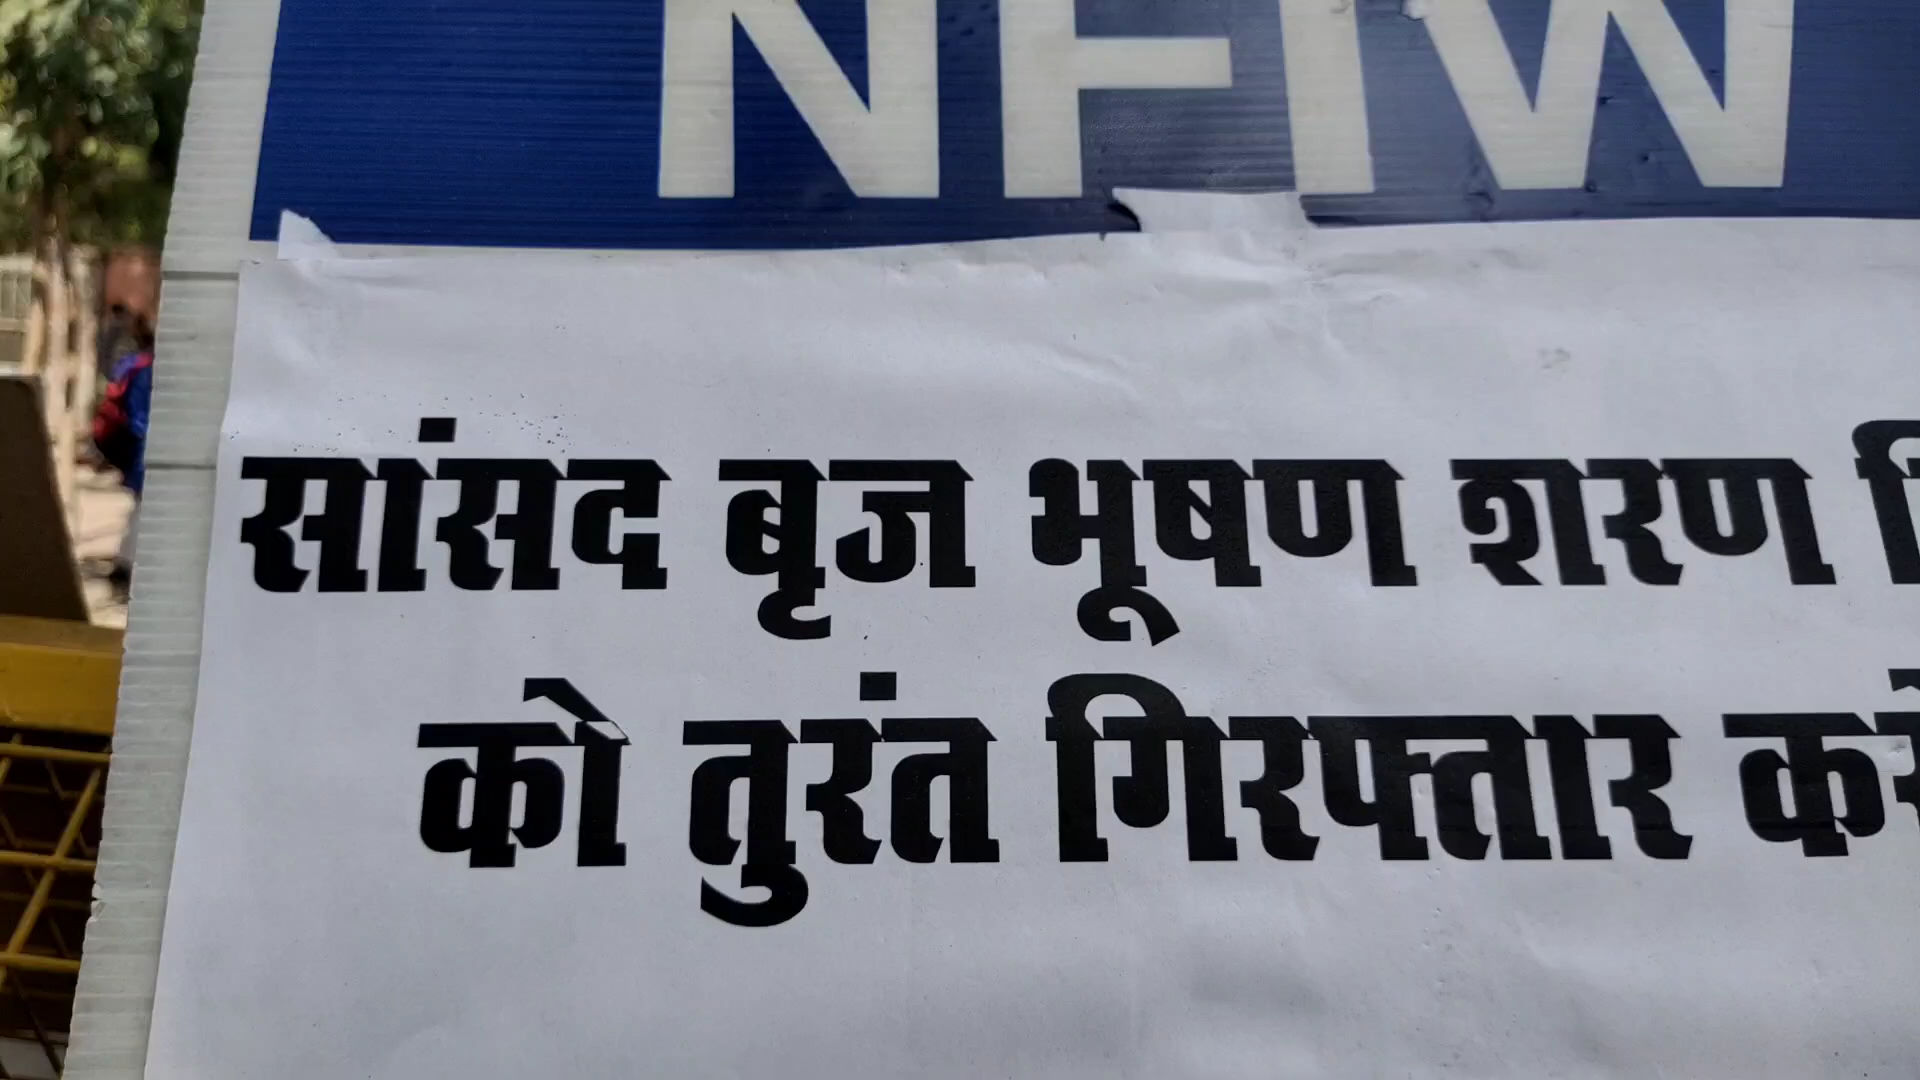 NFIW
सांसद बृज भूषण शरण
को तुरंत गिरफ्तार